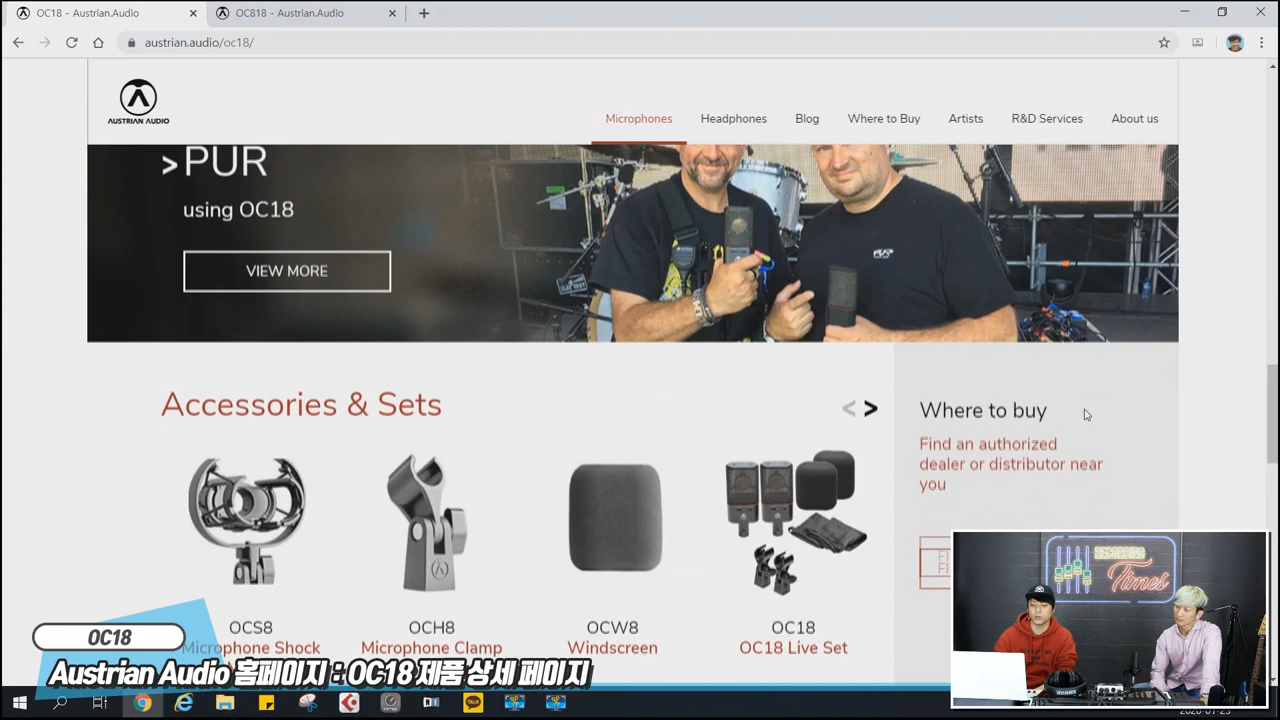 OC18 - Austrian.Audio
OC818 - Austrian.Audio
austrian.audio/oc18/
AUSTRIAN AUDIO
Microphones
Headphones
Blog
Where to Buy
Artists
R&D Services
About us
>PUR
using OC18
VIEW MORE
Accessories & Sets
< >
Where to buy
Find an authorized
dealer or distributor near
you
OCS8
Microphone Shock
OCH8
Microphone Clamp
OCW8
Windscreen
OC18
OC18 Live Set
RECORDING
Times
OC18
Austrian Audio 홈페이지 : OC18 제품 상세 페이지
TALK